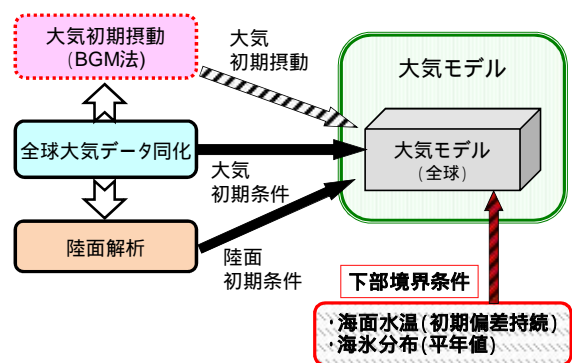 大気初期摂動
(BGM法)
大気
初期摂動
大気モデル
全球大気データ同化
大気モデル
(全球)
大気
初期条件
陸面解析
陸面
初期条件
下部境界条件
・海面水温(初期偏差持続)
・海氷分布(平年値)